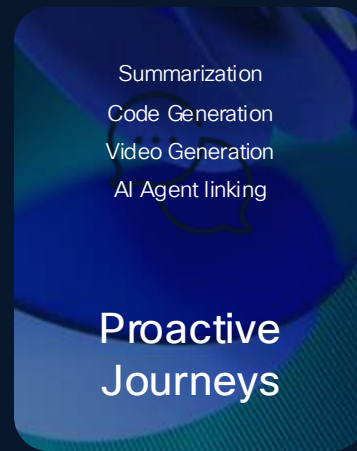 Summarization
Code Generation
Video Generation
AI Agent linking
Proactive
Journeys